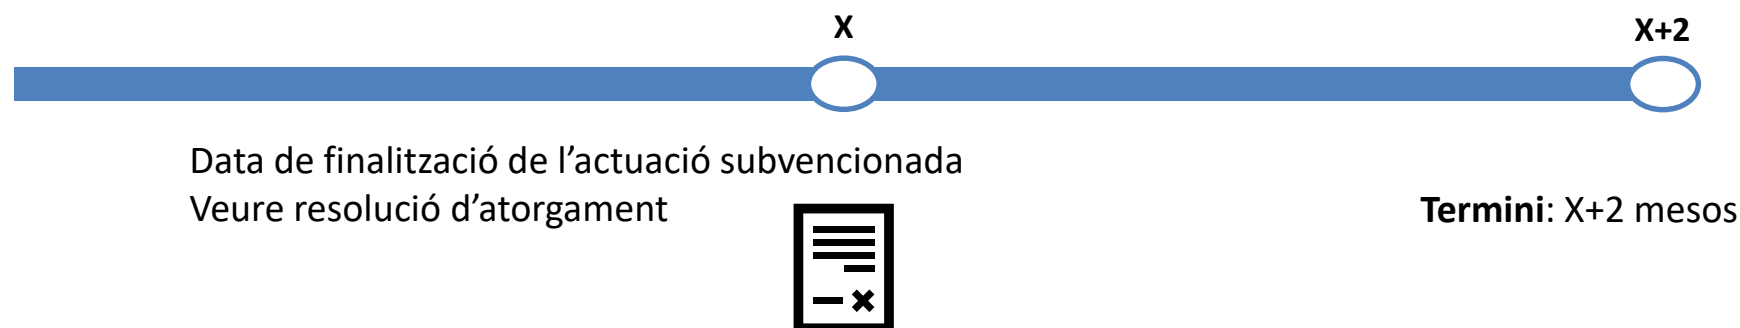 X
X+2
Data de finalització de l’actuació subvencionada
Veure resolució d’atorgament
Termini: X+2 mesos